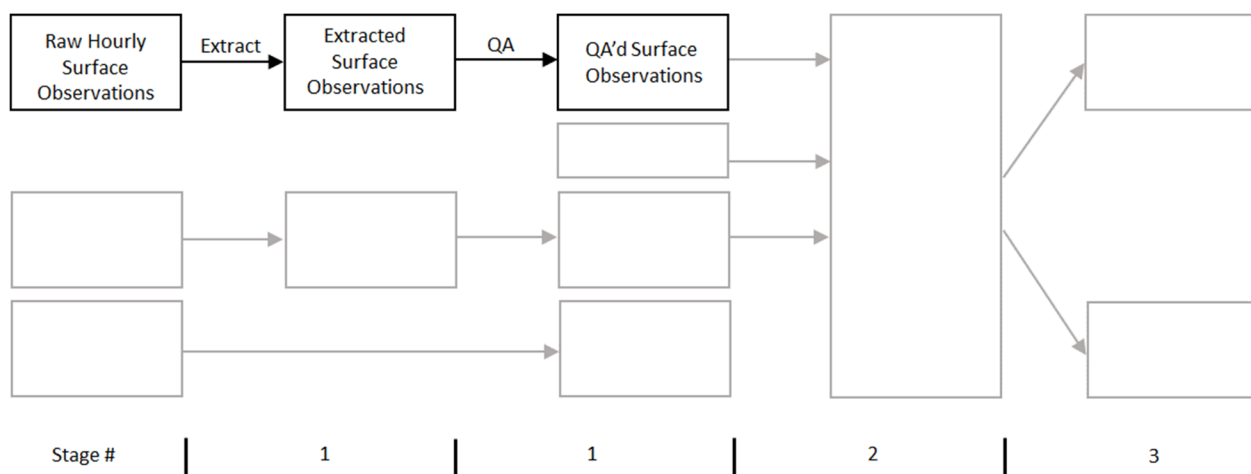 Raw Hourly
Surface
Observations
Extract
Extracted
Surface
Observations
QA
QA’d Surface
Observations
Stage #
1
1
2
3